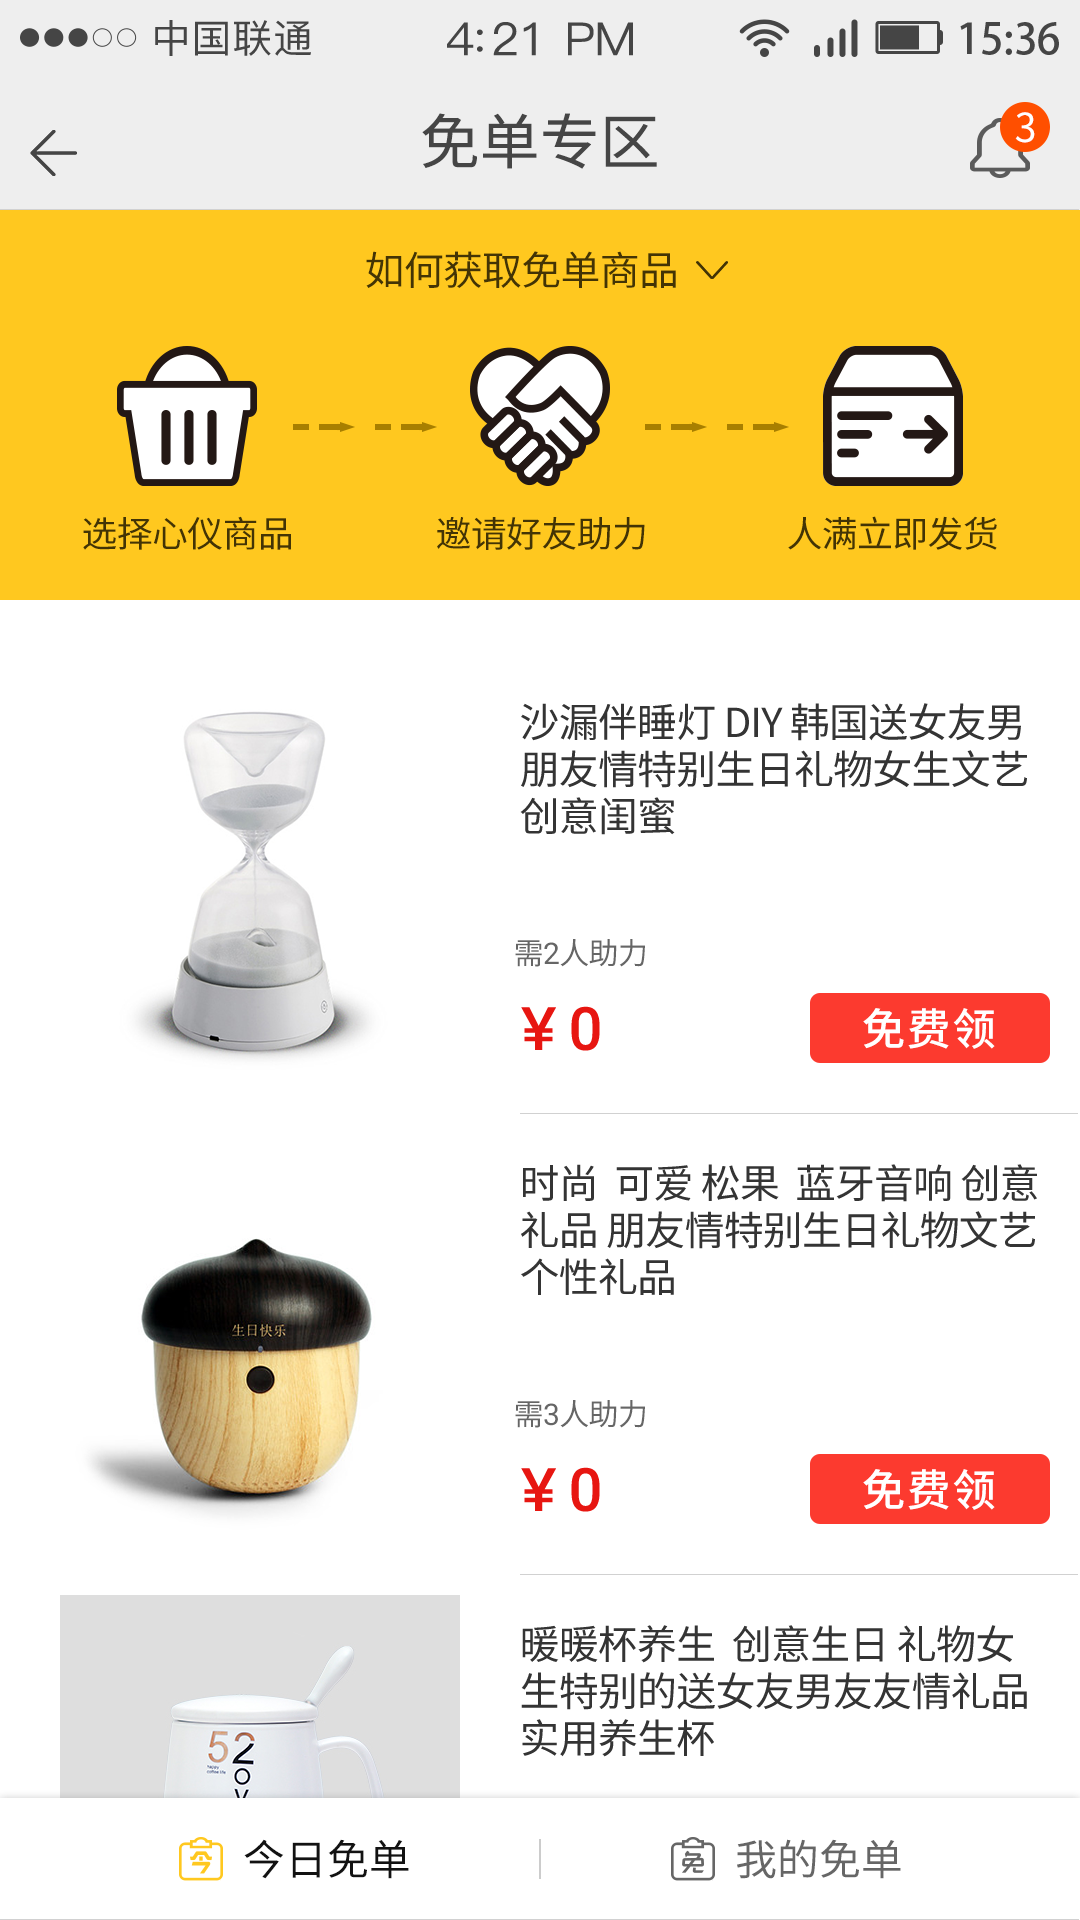 中国联通 4:21 PM 15:36
免单专区 3
如何获取免单商品
选择心仪商品 邀请好友助力 人满立即发货
沙漏伴睡灯 DIY 韩国送女友男
朋友情特别生日礼物女生文艺
创意闺蜜
需2人助力
¥ 0 免费领
时尚 可爱 松果 蓝牙音响 创意
礼品 朋友情特别生日礼物文艺
个性礼品
生日快乐
需3人助力
¥ 0 免费领
暖暖杯养生 创意生日 礼物女
生特别的送女友男友友情礼品
实用养生杯
52
OV
今 今日免单 免 我的免单